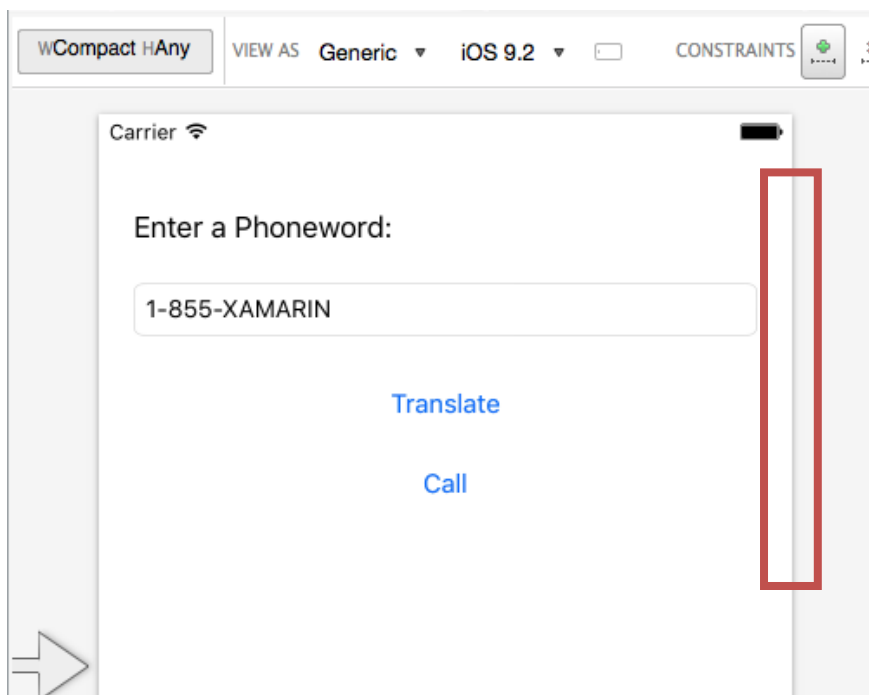 WCompact HAny VIEW AS Generic iOS 9.2 CONSTRAINTS
Carrier
Enter a Phoneword:
1-855-XAMARIN
Translate
Call